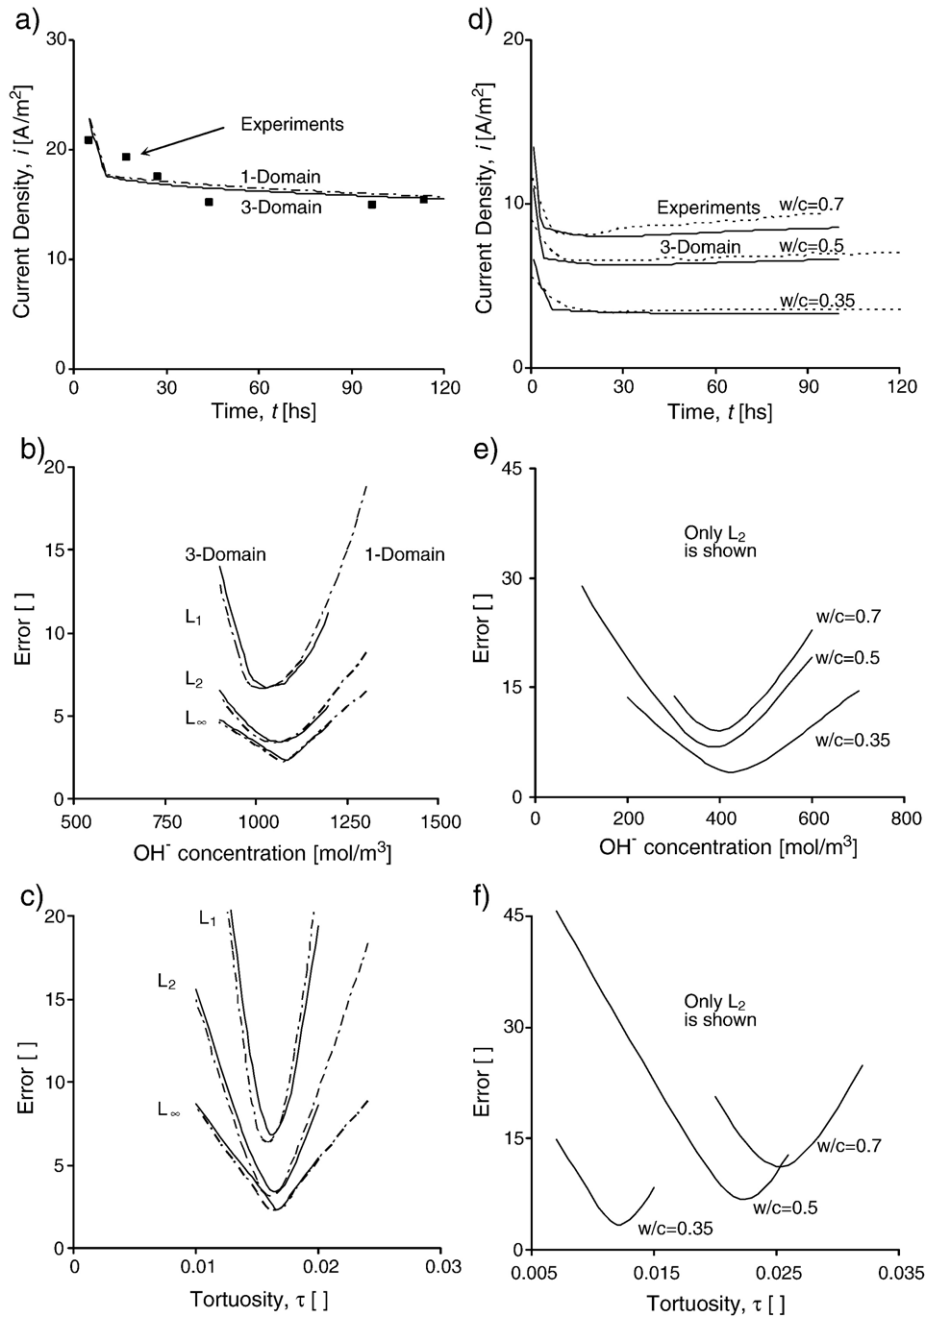 a)
Current Density, i [A/m²]
30
20
10
0
Experiments
1-Domain
3-Domain
0 30 60 90 120
Time, t [hs]
d)
Current Density, i [A/m²]
20
10
0
Experiments
w/c=0.7
3-Domain
w/c=0.5
w/c=0.35
0 30 60 90 120
Time, t [hs]
b)
Error [ ]
20
15
10
5
0
3-Domain
1-Domain
L₁
L₂
L∞
500 750 1000 1250 1500
OH⁻ concentration [mol/m³]
e)
Error [ ]
45
30
15
0
Only L₂
is shown
w/c=0.7
w/c=0.5
w/c=0.35
0 200 400 600 800
OH⁻ concentration [mol/m³]
c)
Error [ ]
20
15
10
5
0
L₁
L₂
L∞
0 0.01 0.02 0.03
Tortuosity, τ [ ]
f)
Error [ ]
45
30
15
0
Only L₂
is shown
w/c=0.7
w/c=0.5
w/c=0.35
0.005 0.015 0.025 0.035
Tortuosity, τ [ ]